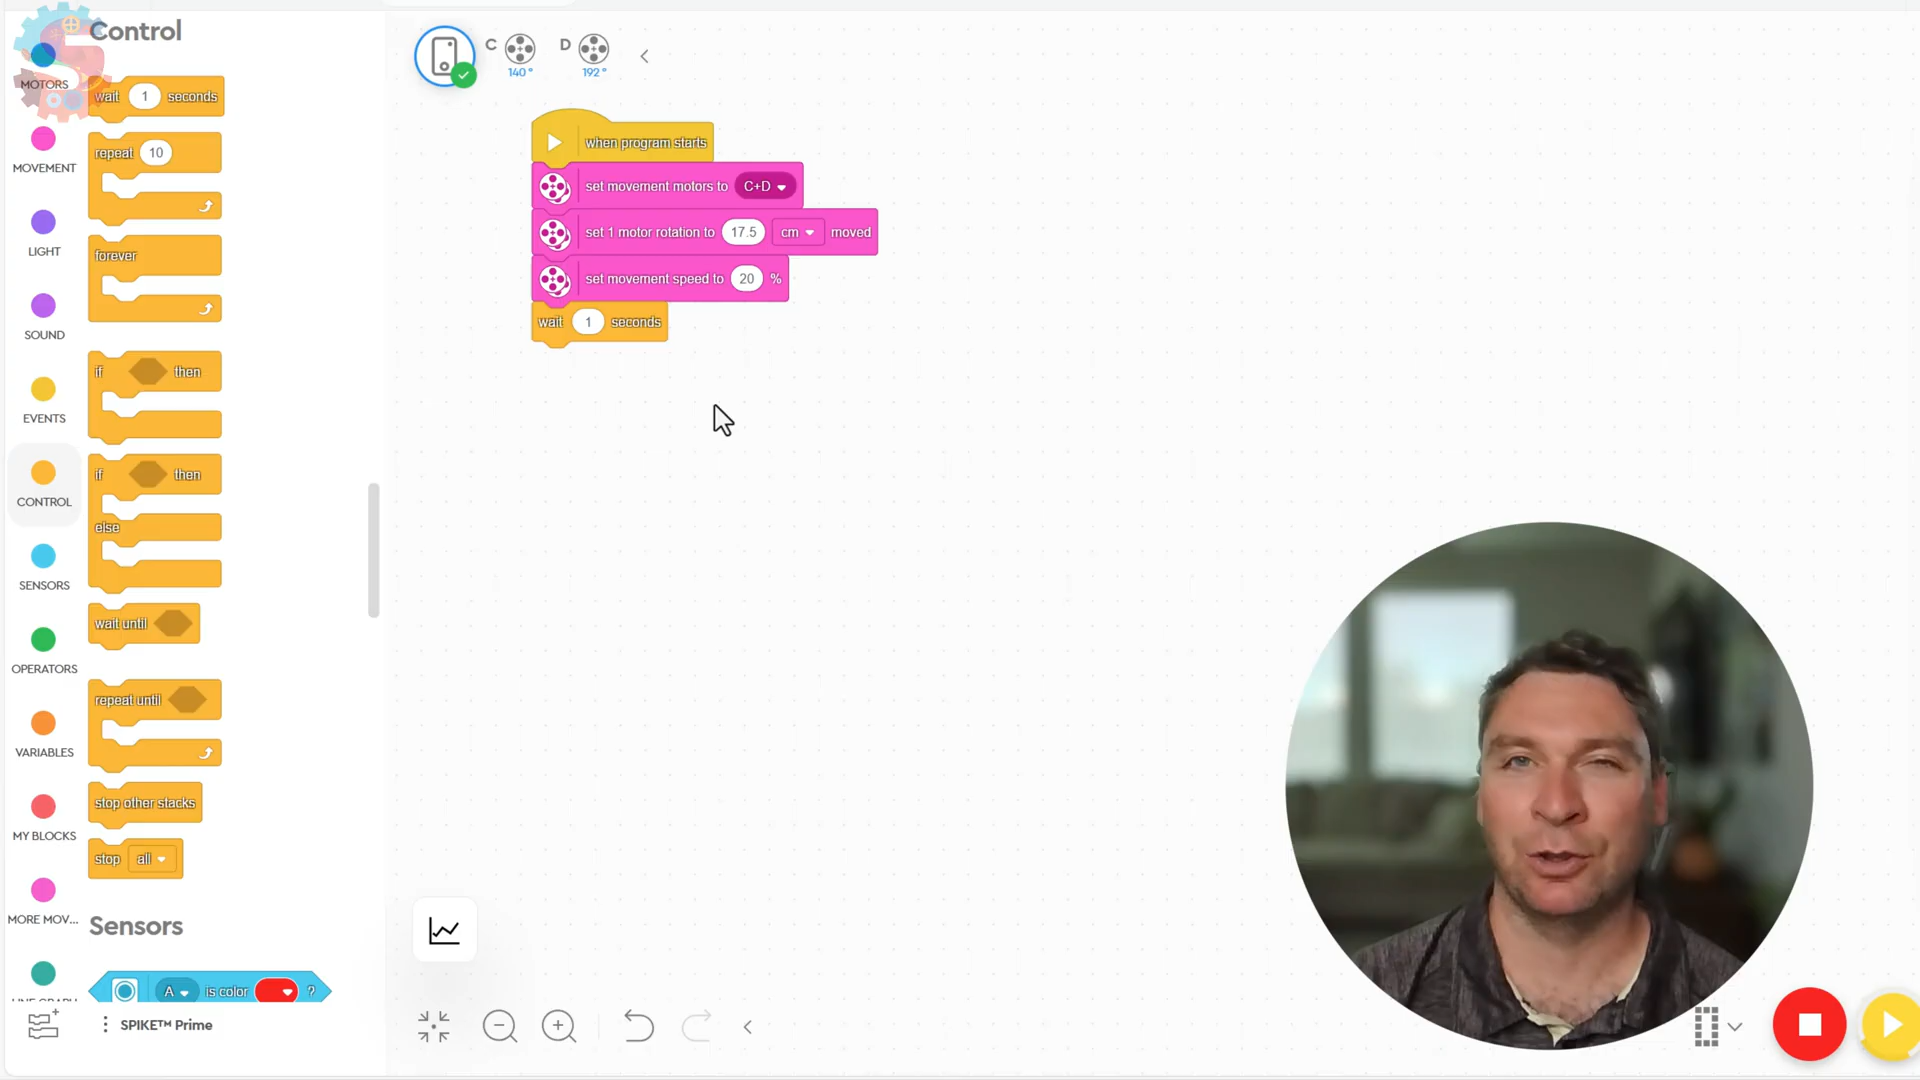 Control
MOTORS
MOVEMENT
LIGHT
SOUND
EVENTS
CONTROL
SENSORS
OPERATORS
VARIABLES
MY BLOCKS
MORE MOV...
wait 1 seconds
repeat 10
forever
if then
if then
else
wait until
repeat until
stop other stacks
stop all
Sensors
A is color ?
SPIKE™ Prime
C 140°
D 192°
when program starts
set movement motors to C+D
set 1 motor rotation to 17.5 cm moved
set movement speed to 20 %
wait 1 seconds